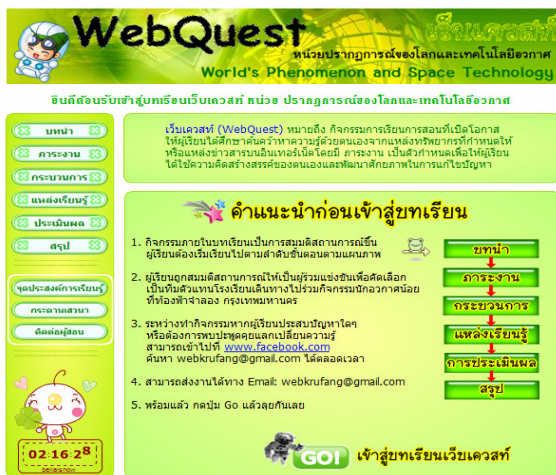 WebQuest
เว็บเควสท์
หน่วยปรากฏการณ์ของโลกและเทคโนโลยีอวกาศ
World's Phenomenon and Space Technology
ยินดีต้อนรับเข้าสู่บทเรียนเว็บเควสท์ หน่วย ปรากฏการณ์ของโลกและเทคโนโลยีอวกาศ
บทนำ
ภาระงาน
กระบวนการ
แหล่งเรียนรู้
ประเมินผล
สรุป
จุดประสงค์การเรียนรู้
กระดานเสวนา
ติดต่อผู้สอน
02:16:28
เว็บเควสท์ (WebQuest) หมายถึง กิจกรรมการเรียนการสอนที่เปิดโอกาส
ให้ผู้เรียนได้ศึกษาค้นคว้าหาความรู้ด้วยตนเองจากแหล่งทรัพยากรที่กำหนดให้
หรือแหล่งข่าวสารบนอินเทอร์เน็ตโดยมี ภาระงาน เป็นตัวกำหนดเพื่อให้ผู้เรียน
ได้ใช้ความคิดสร้างสรรค์ของตนเองและพัฒนาศักยภาพในการแก้ไขปัญหา
คำแนะนำก่อนเข้าสู่บทเรียน
1. กิจกรรมภายในบทเรียนเป็นการสมมติสถานการณ์ขึ้น
ผู้เรียนต้องเริ่มเรียนไปตามลำดับขั้นตอนตามแผนภาพ
2. ผู้เรียนถูกสมมติสถานการณ์ให้เป็นผู้ร่วมแข่งขันเพื่อคัดเลือก
เป็นทีมตัวแทนโรงเรียนเดินทางไปร่วมกิจกรรมนักอวกาศน้อย
ที่ท้องฟ้าจำลอง กรุงเทพมหานคร
3. ระหว่างทำกิจกรรมหากผู้เรียนประสบปัญหาใดๆ
หรือต้องการพบปะพูดคุยแลกเปลี่ยนความรู้
สามารถเข้าไปที่ www.facebook.com
ค้นหา webkrufang@gmail.com ได้ตลอดเวลา
4. สามารถส่งงานได้ทาง Email: webkrufang@gmail.com
5. พร้อมแล้ว กดปุ่ม Go แล้วลุยกันเลย
บทนำ
ภาระงาน
กระบวนการ
แหล่งเรียนรู้
การประเมินผล
สรุป
GO! เข้าสู่บทเรียนเว็บเควสท์